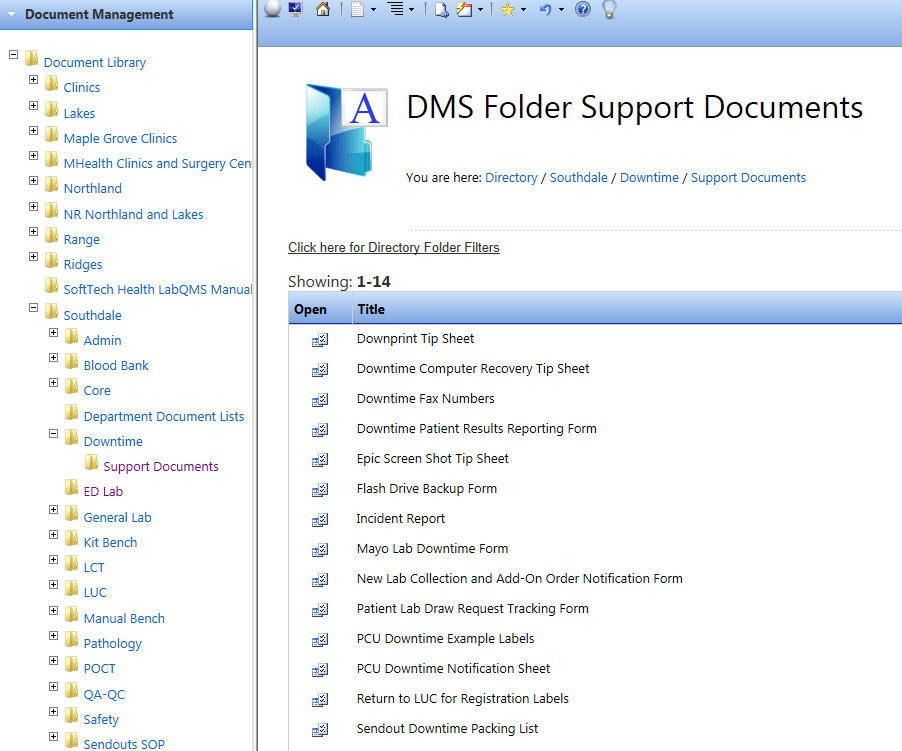 Document Management
Document Library
Clinics
Lakes
Maple Grove Clinics
MHealth Clinics and Surgery Cen
Northland
NR Northland and Lakes
Range
Ridges
SoftTech Health LabQMS Manual
Southdale
Admin
Blood Bank
Core
Department Document Lists
Downtime
Support Documents
ED Lab
General Lab
Kit Bench
LCT
LUC
Manual Bench
Pathology
POCT
QA-QC
Safety
Sendouts SOP
A
DMS Folder Support Documents
You are here: Directory / Southdale / Downtime / Support Documents
Click here for Directory Folder Filters
Showing: 1-14
Open Title
Downprint Tip Sheet
Downtime Computer Recovery Tip Sheet
Downtime Fax Numbers
Downtime Patient Results Reporting Form
Epic Screen Shot Tip Sheet
Flash Drive Backup Form
Incident Report
Mayo Lab Downtime Form
New Lab Collection and Add-On Order Notification Form
Patient Lab Draw Request Tracking Form
PCU Downtime Example Labels
PCU Downtime Notification Sheet
Return to LUC for Registration Labels
Sendout Downtime Packing List